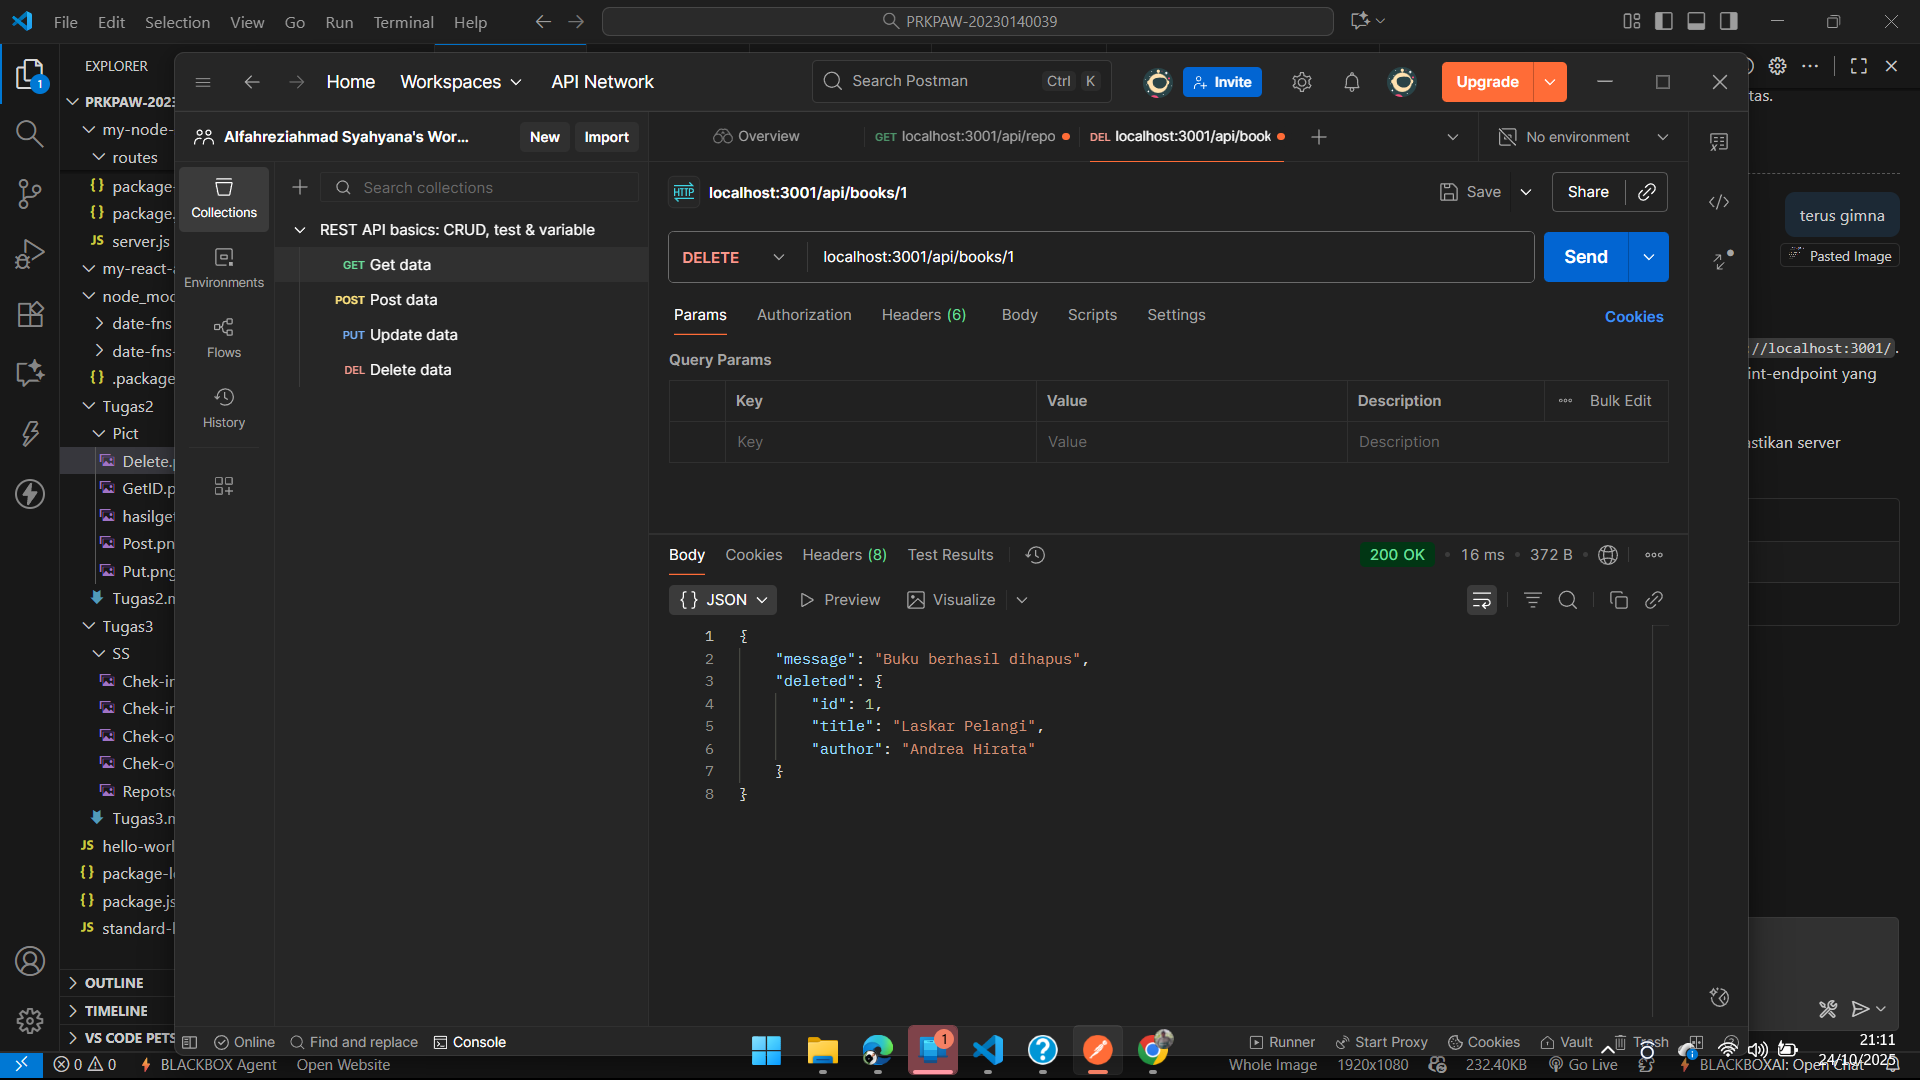 File Edit Selection View Go Run Terminal Help
PRKPAW-20230140039
EXPLORER
PRKPAW-2023
my-node-
routes
package-
package.
server.js
my-react-
node_mod
date-fns
date-fns-
.package
Tugas2
Pict
Delete.
GetID.p
hasilget
Post.pn
Put.png
Tugas2.m
Tugas3
SS
Chek-in
Chek-in
Chek-o
Chek-o
Repots
Tugas3.m
hello-worl
package-l
package.js
standard-
OUTLINE
TIMELINE
VS CODE PETS
Home Workspaces API Network
Search Postman Ctrl K
Invite
Upgrade
Alfahreziahmad Syahyana's Wor...
New Import
Overview
GET localhost:3001/api/repo
DEL localhost:3001/api/book
No environment
Collections
Environments
Flows
History
Search collections
REST API basics: CRUD, test & variable
GET Get data
POST Post data
PUT Update data
DEL Delete data
HTTP localhost:3001/api/books/1
Save Share
DELETE localhost:3001/api/books/1
Send
Params Authorization Headers (6) Body Scripts Settings
Cookies
Query Params
Key Value Description Bulk Edit
Key Value Description
Body Cookies Headers (8) Test Results
200 OK 16 ms 372 B
{} JSON Preview Visualize
1 {
2 "message": "Buku berhasil dihapus",
3 "deleted": {
4 "id": 1,
5 "title": "Laskar Pelangi",
6 "author": "Andrea Hirata"
7 }
8 }
tas.
terus gimna
Pasted Image
://localhost:3001/.
int-endpoint yang
stikan server
Online Find and replace Console
Runner Start Proxy Cookies Vault Trash
0 0 BLACKBOX Agent Open Website
Whole Image 1920x1080 232.40KB Go Live BLACKBOXAI: Open Chat
21:11
24/10/2025